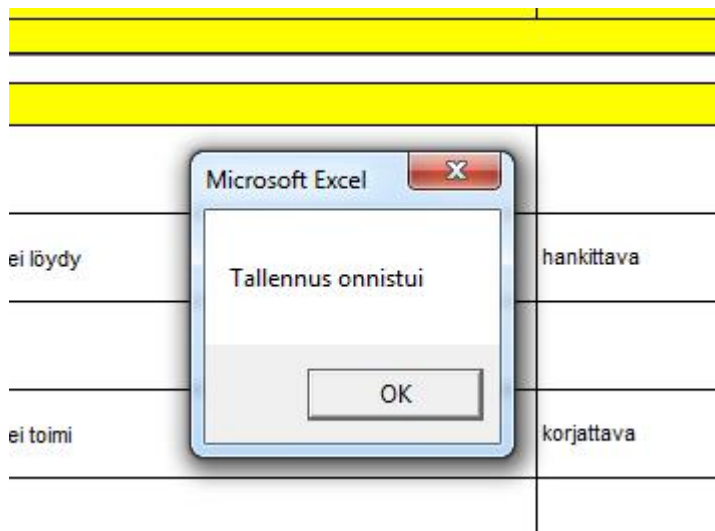 Microsoft Excel
ei löydy
hankittava
Tallennus onnistui
OK
ei toimi
korjattava